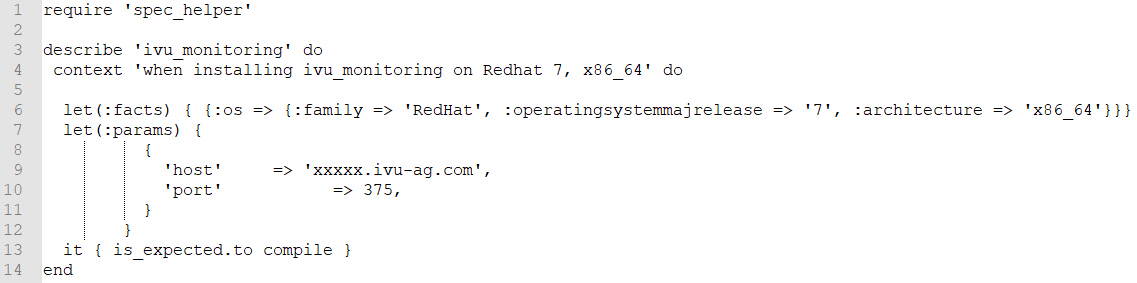 1 require 'spec_helper'
2
3 describe 'ivu_monitoring' do
4 context 'when installing ivu_monitoring on Redhat 7, x86_64' do
5
6 let(:facts) { {:os => {:family => 'RedHat', :operatingsystemmajrelease => '7', :architecture => 'x86_64'}}}
7 let(:params) {
8 {
9 'host' => 'xxxxx.ivu-ag.com',
10 'port' => 375,
11 }
12 }
13 it { is_expected.to compile }
14 end